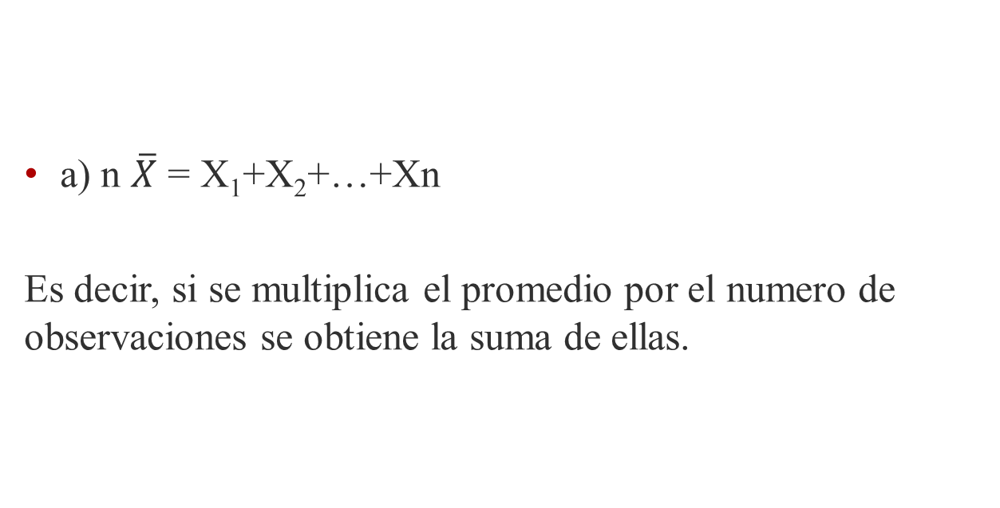 • a) n X̅ = X₁+X₂+…+Xn
Es decir, si se multiplica el promedio por el numero de
observaciones se obtiene la suma de ellas.